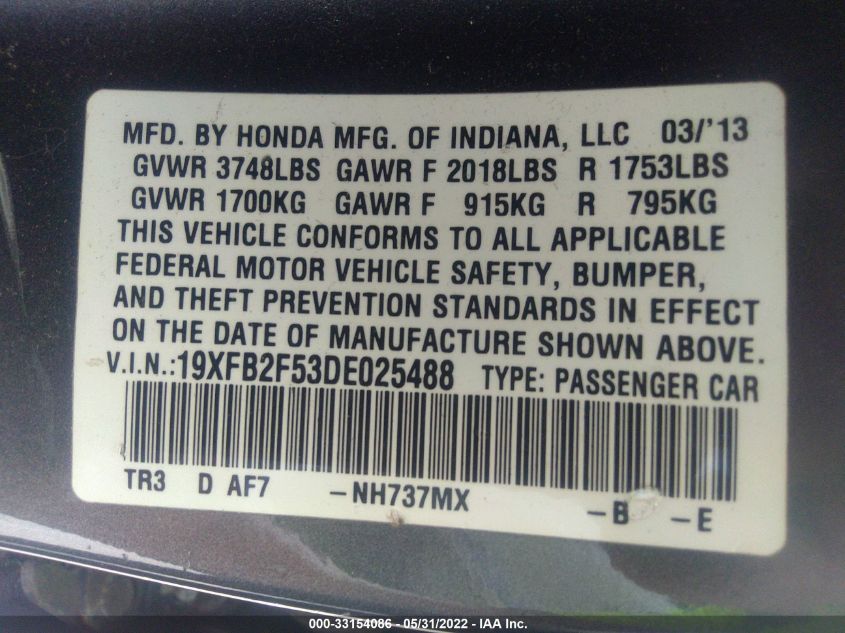 MFD. BY HONDA MFG. OF INDIANA, LLC 03/'13
GVWR 3748LBS GAWR F 2018LBS R 1753LBS
GVWR 1700KG GAWR F 915KG R 795KG
THIS VEHICLE CONFORMS TO ALL APPLICABLE
FEDERAL MOTOR VEHICLE SAFETY, BUMPER,
AND THEFT PREVENTION STANDARDS IN EFFECT
ON THE DATE OF MANUFACTURE SHOWN ABOVE.
V.I.N.:19XFB2F53DE025488 TYPE: PASSENGER CAR
TR3 D AF7 -NH737MX -B -E
000-33154086 - 05/31/2022 - IAA Inc.